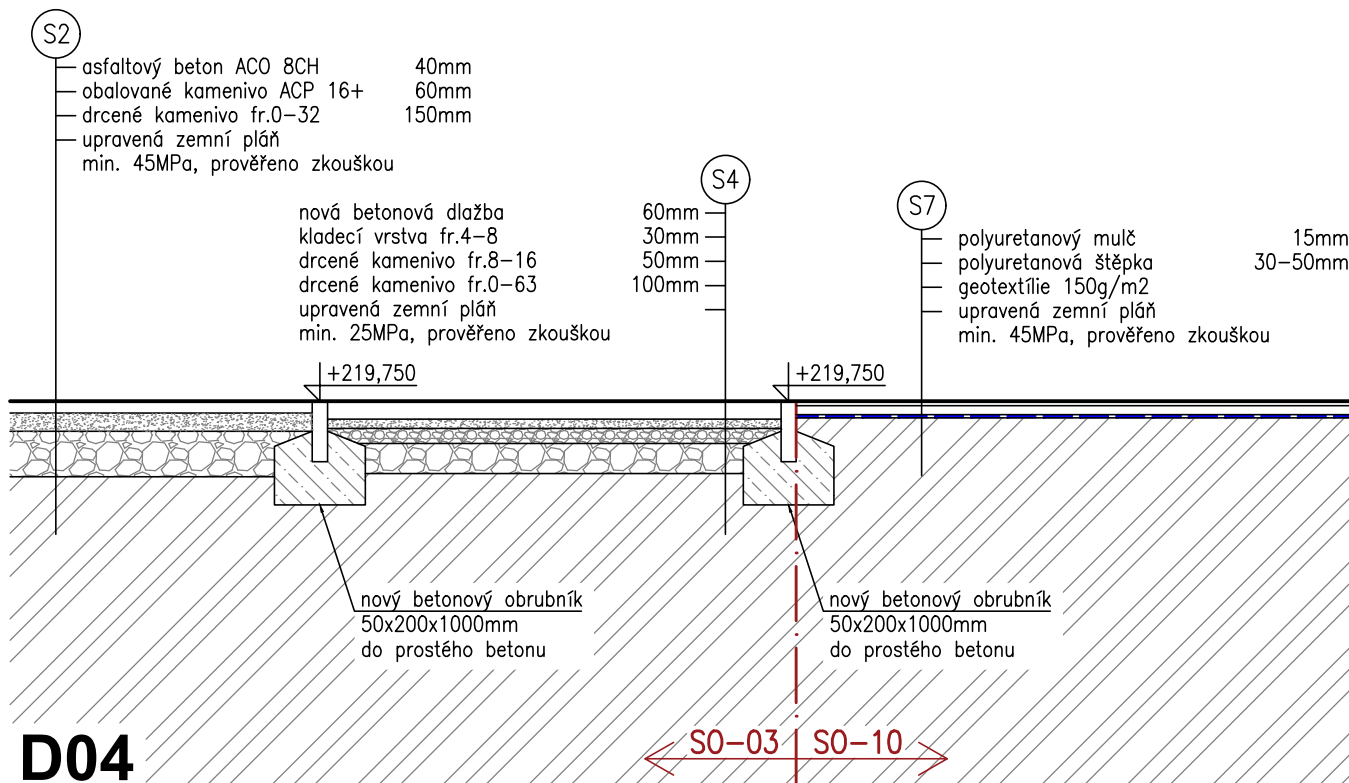 S2
asfaltový beton ACO 8CH 40mm
obalované kamenivo ACP 16+ 60mm
drcené kamenivo fr.0-32 150mm
upravená zemní pláň
min. 45MPa, prověřeno zkouškou
S4
nová betonová dlažba 60mm
kladecí vrstva fr.4-8 30mm
drcené kamenivo fr.8-16 50mm
drcené kamenivo fr.0-63 100mm
upravená zemní pláň
min. 25MPa, prověřeno zkouškou
S7
polyuretanový mulč 15mm
polyuretanová štěpka 30-50mm
geotextílie 150g/m2
upravená zemní pláň
min. 45MPa, prověřeno zkouškou
+219,750
+219,750
nový betonový obrubník
50x200x1000mm
do prostého betonu
nový betonový obrubník
50x200x1000mm
do prostého betonu
SO-03 SO-10
D04